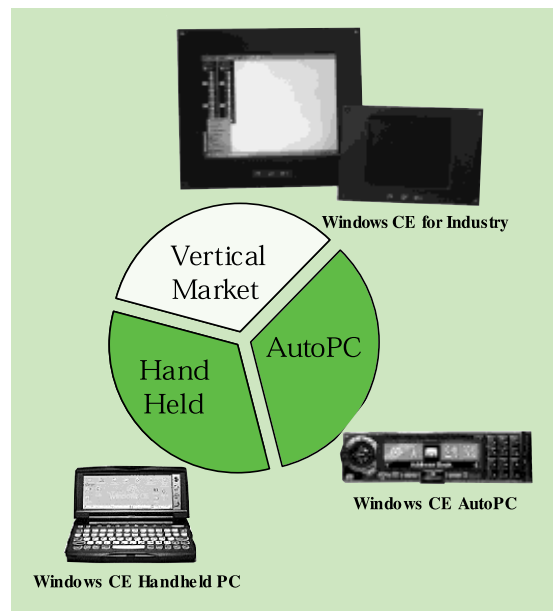 Windows CE for Industry
Vertical
Market
AutoPC
Hand
Held
Windows CE AutoPC
Windows CE Handheld PC